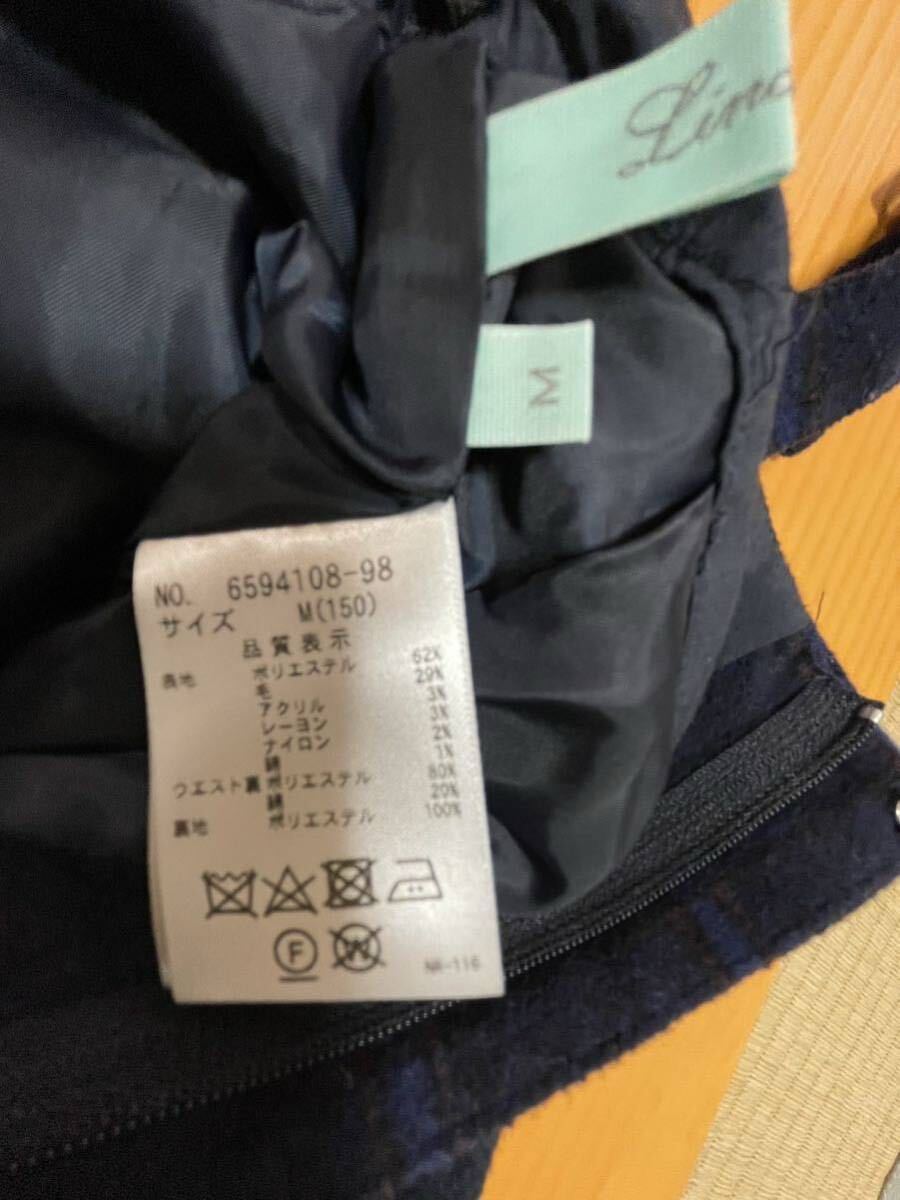 M
NO. 6594108-98
サイズ M(150)
品質表示
表地 ポリエステル 62%
毛 29%
アクリル 3%
レーヨン 3%
ナイロン 2%
綿 1%
ウエスト裏 ポリエステル 80%
綿 20%
裏地 ポリエステル 100%
F
W
NK-116